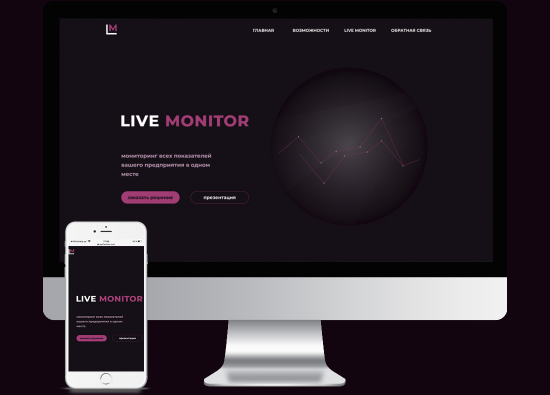 LM
ГЛАВНАЯ ВОЗМОЖНОСТИ LIVE MONITOR ОБРАТНАЯ СВЯЗЬ
LIVE MONITOR
мониторинг всех показателей
вашего предприятия в одном
месте
заказать решение презентация
LM
LIVE MONITOR
мониторинг всех показателей
вашего предприятия в одном
месте
заказать решение презентация